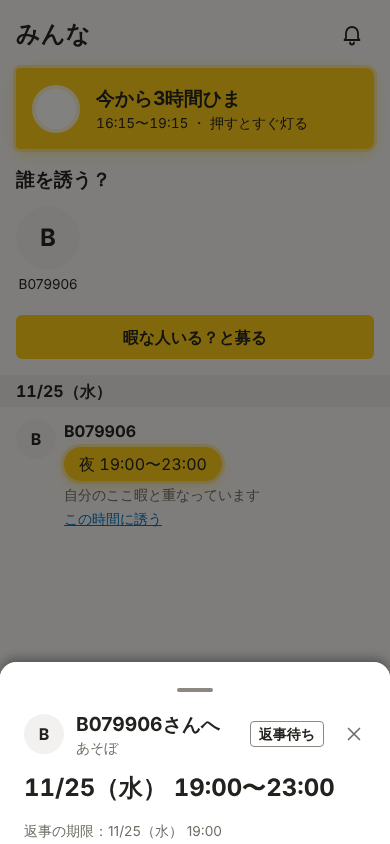 みんな
今から3時間ひま
16:15〜19:15 ・ 押すとすぐ灯る
誰を誘う？
B
B079906
暇な人いる？と募る
11/25（水）
B
B079906
夜 19:00〜23:00
自分のここ暇と重なっています
この時間に誘う
B
B079906さんへ
あそぼ
返事待ち
11/25（水） 19:00〜23:00
返事の期限：11/25（水） 19:00